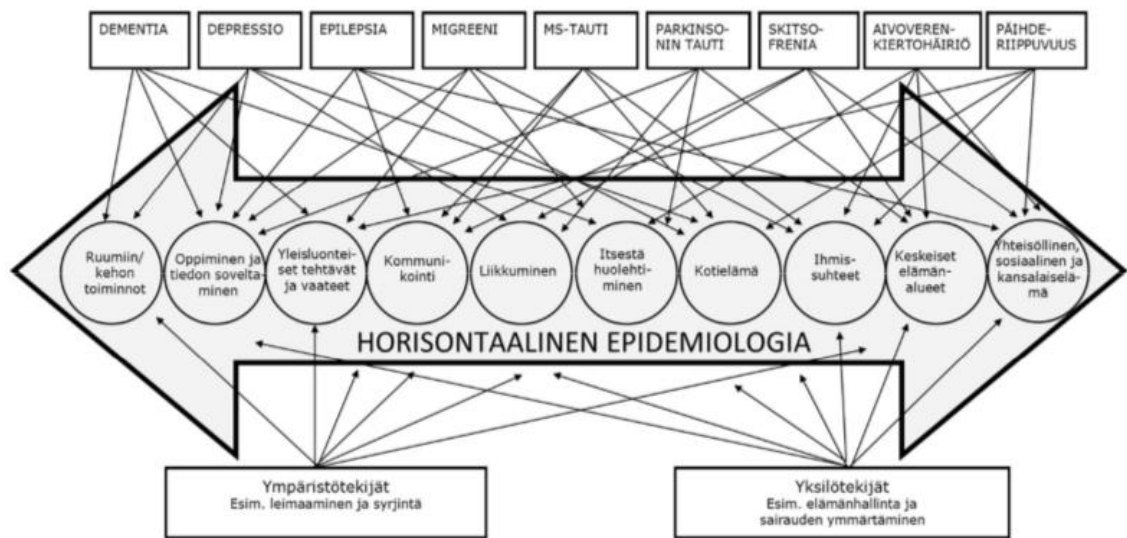 DEMENTIA
DEPRESSIO
EPILEPSIA
MIGREENI
MS-TAUTI
PARKINSO-
NIN TAUTI
SKITSO-
FRENIA
AIVOVEREN-
KIERTOHÄIRIÖ
PÄIHDE-
RIIPPUVUUS
Ruumiin/
kehon
toiminnot
Oppiminen ja
tiedon sovelta-
minen
Yleisluontei-
set tehtävät
ja vaateet
Kommuni-
kointi
Liikkuminen
Itsestä
huolehti-
minen
Kotielämä
Ihmis-
suhteet
Keskeiset
elämän-
alueet
Yhteisöllinen,
sosiaalinen ja
kansalaiselä-
mä
HORISONTAALINEN EPIDEMIOLOGIA
Ympäristötekijät
Esim. leimaaminen ja syrjintä
Yksilötekijät
Esim. elämänhallinta ja
sairauden ymmärtäminen